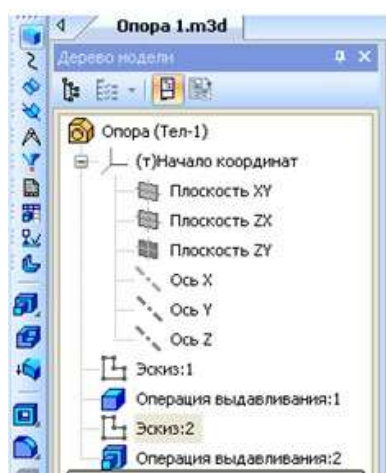 Опора 1.m3d
Дерево модели
Опора (Тел-1)
(т)Начало координат
Плоскость XY
Плоскость ZX
Плоскость ZY
Ось X
Ось Y
Ось Z
Эскиз:1
Операция выдавливания:1
Эскиз:2
Операция выдавливания:2